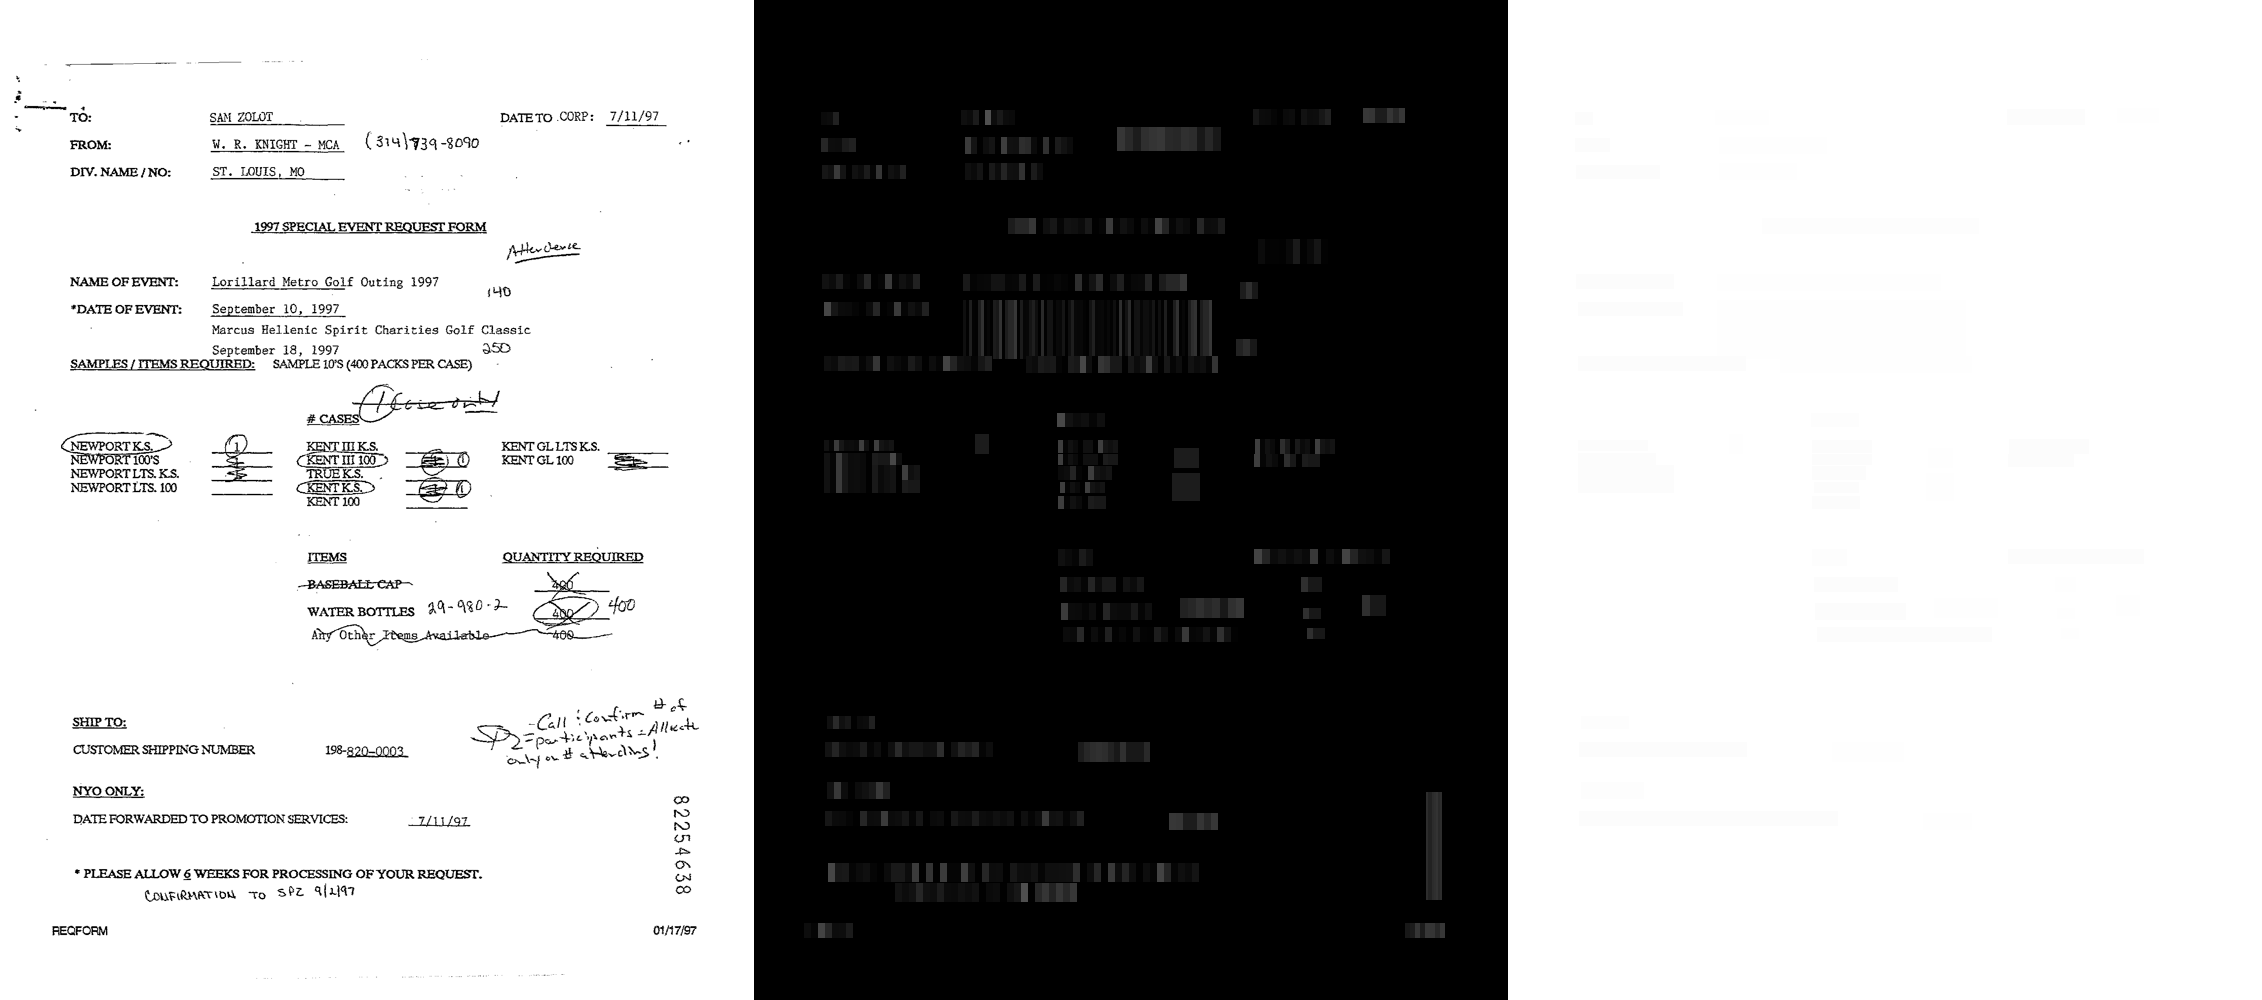 TO: SAM ZOLOT DATE TO CORP: 7/11/97
FROM: W. R. KNIGHT - MCA (314) 739-8090
DIV. NAME / NO: ST. LOUIS, MO
1997 SPECIAL EVENT REQUEST FORM
Attendence
NAME OF EVENT: Lorillard Metro Golf Outing 1997
140
*DATE OF EVENT: September 10, 1997
Marcus Hellenic Spirit Charities Golf Classic
September 18, 1997 250
SAMPLES / ITEMS REQUIRED: SAMPLE 10'S (400 PACKS PER CASE)
1 Case only
# CASES
NEWPORT K.S. 1 KENT III K.S. KENT GL LTS K.S.
NEWPORT 100'S KENT III 100 1 KENT GL 100
NEWPORT LTS. K.S. TRUE K.S.
NEWPORT LTS. 100 KENT K.S. 1
KENT 100
ITEMS QUANTITY REQUIRED
BASEBALL CAP 400
WATER BOTTLES 29-980-2 400 400
Any Other Items Available 400
SHIP TO:
- Call : Confirm # of
SPZ = participants - Allocate
only on # attending!
CUSTOMER SHIPPING NUMBER 198-820-0003
NYO ONLY:
DATE FORWARDED TO PROMOTION SERVICES: 7/11/97
82254638
* PLEASE ALLOW 6 WEEKS FOR PROCESSING OF YOUR REQUEST.
CONFIRMATION TO SPZ 9/2/97
REQFORM 01/17/97